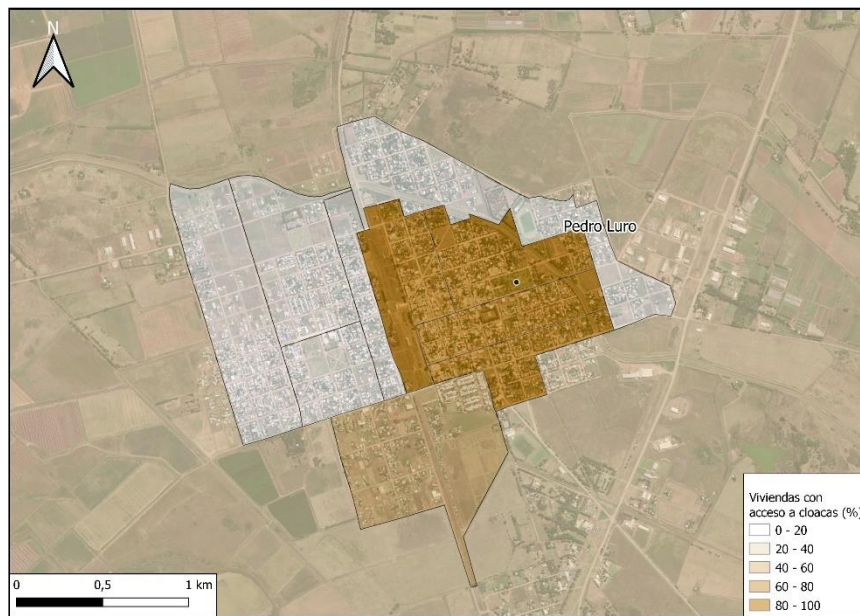 N
Pedro Luro
Viviendas con
acceso a cloacas (%)
0 - 20
20 - 40
40 - 60
60 - 80
80 - 100
0 0,5 1 km